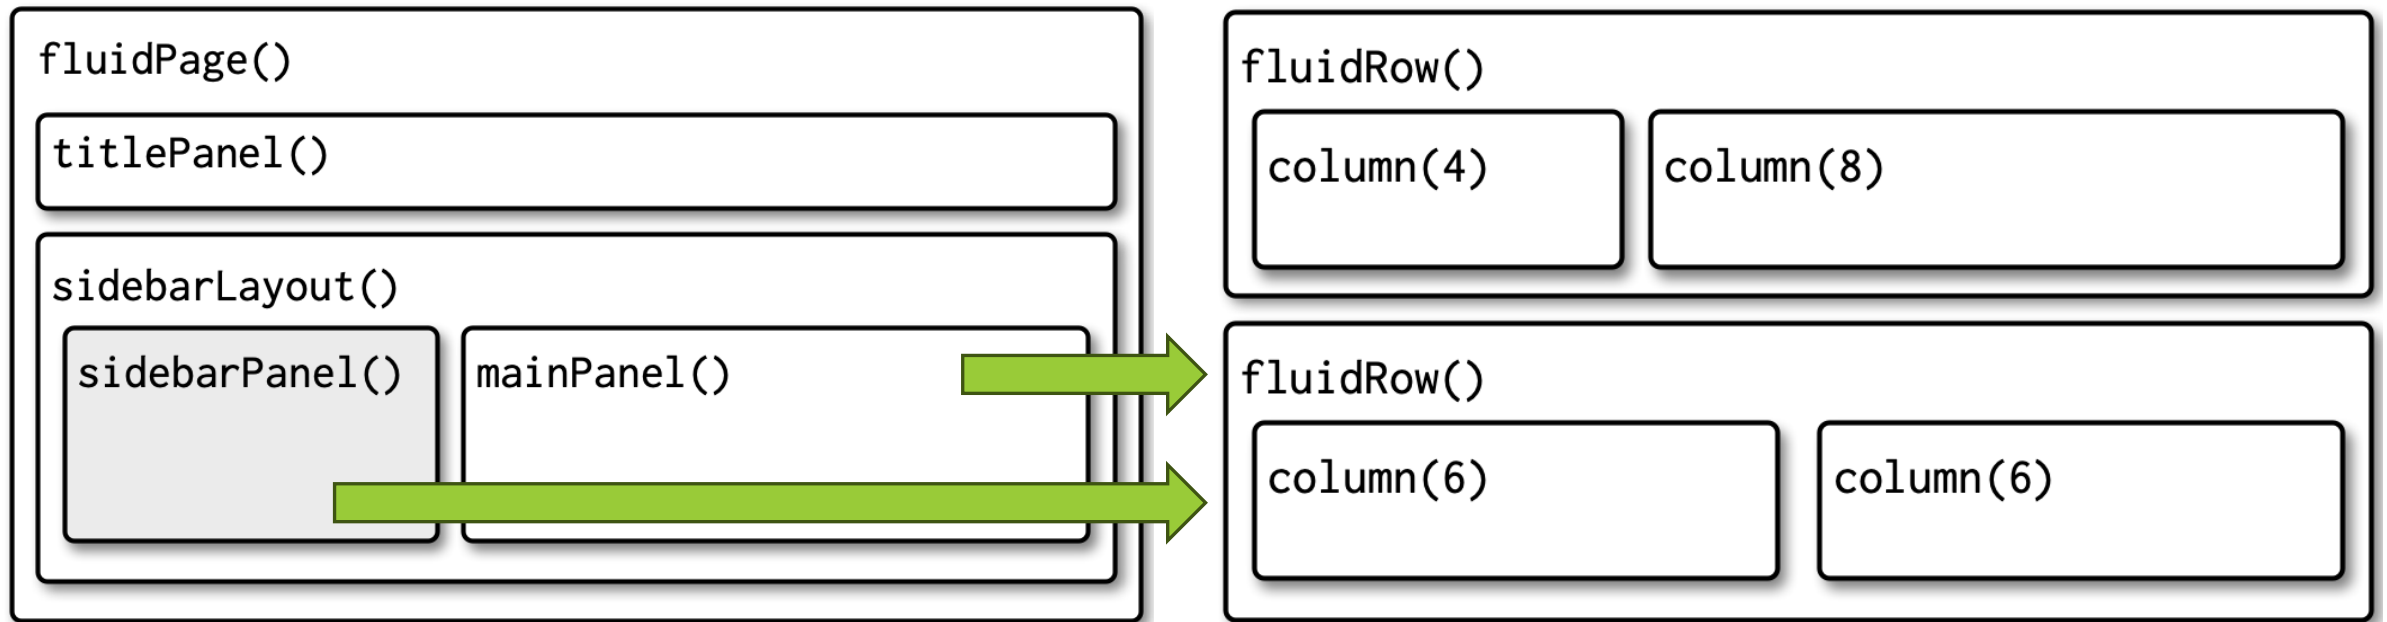 fluidPage()
titlePanel()
sidebarLayout()
sidebarPanel()
mainPanel()
fluidRow()
column(4)
column(8)
fluidRow()
column(6)
column(6)